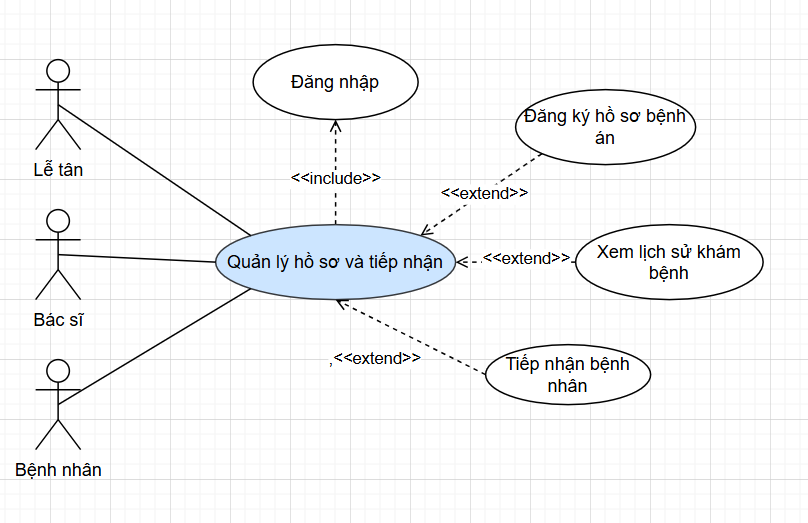 Đăng nhập
Đăng ký hồ sơ bệnh
án
Lễ tân
<<include>>
<<extend>>
Quản lý hồ sơ và tiếp nhận
<<extend>>
Xem lịch sử khám
bệnh
Bác sĩ
,<<extend>>
Tiếp nhận bệnh
nhân
Bệnh nhân